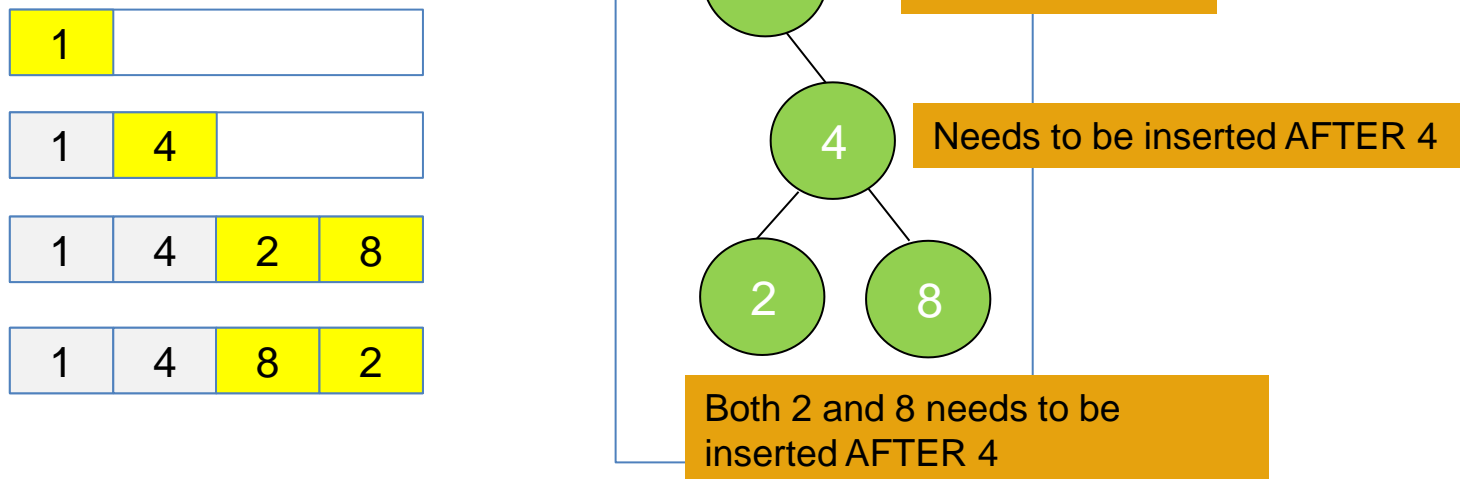 1
1 4
1 4 2 8
1 4 8 2
4
Needs to be inserted AFTER 4
2 8
Both 2 and 8 needs to be
inserted AFTER 4